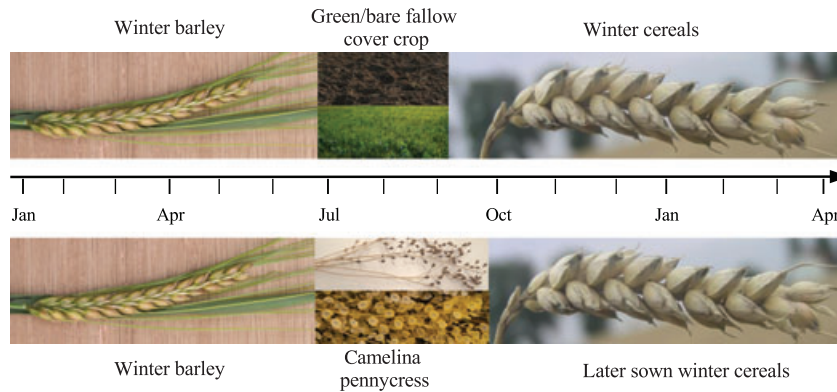 Winter barley
Green/bare fallow
cover crop
Winter cereals
Jan
Apr
Jul
Oct
Jan
Apr
Winter barley
Camelina
pennycress
Later sown winter cereals